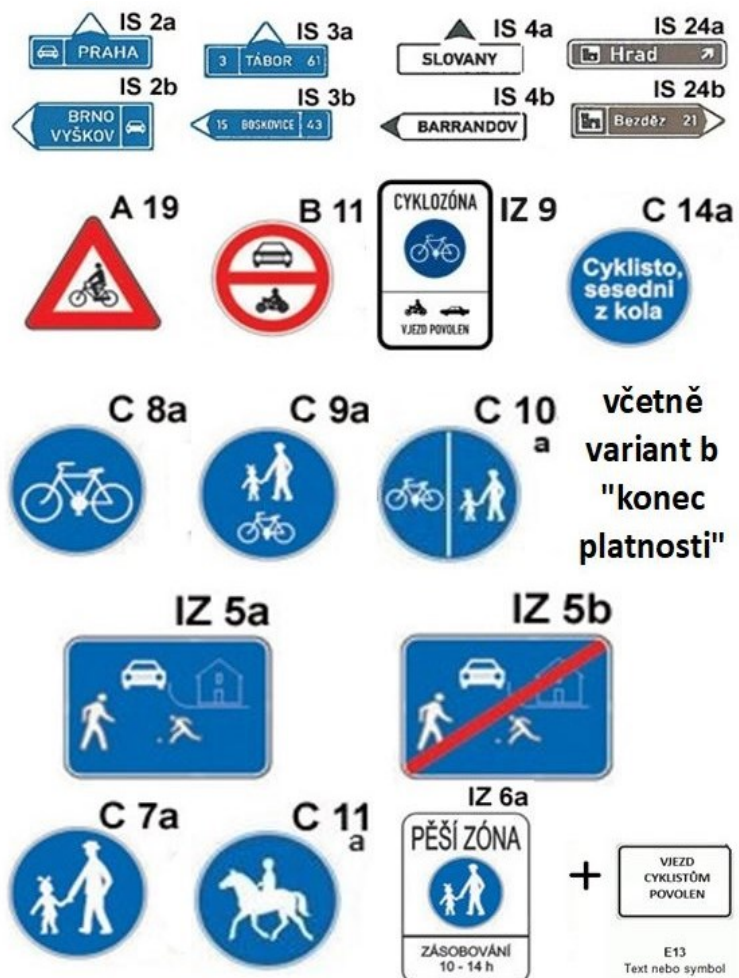 IS 2a
PRAHA
IS 3a
3 TÁBOR 61
IS 4a
SLOVANY
IS 24a
Hrad
IS 2b
BRNO
VYŠKOV
IS 3b
15 BOSKOVICE 43
IS 4b
BARRANDOV
IS 24b
Bezděz 21
A 19
B 11
CYKLOZÓNA
VJEZD POVOLEN
IZ 9
C 14a
Cyklisto,
sesedni
z kola
C 8a
C 9a
C 10
a
včetně
variant b
"konec
platnosti"
IZ 5a
IZ 5b
C 7a
C 11
a
IZ 6a
PĚŠÍ ZÓNA
ZÁSOBOVÁNÍ
10 - 14 h
+
VJEZD
CYKLISTŮM
POVOLEN
E13
Text nebo symbol